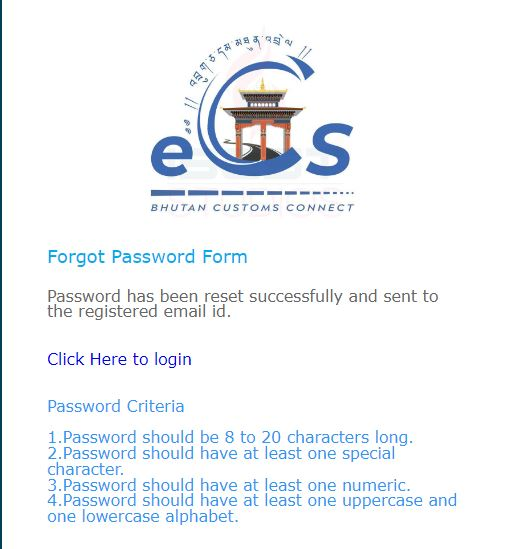 eCS
BHUTAN CUSTOMS CONNECT
Forgot Password Form
Password has been reset successfully and sent to
the registered email id.
Click Here to login
Password Criteria
1.Password should be 8 to 20 characters long.
2.Password should have at least one special
character.
3.Password should have at least one numeric.
4.Password should have at least one uppercase and
one lowercase alphabet.